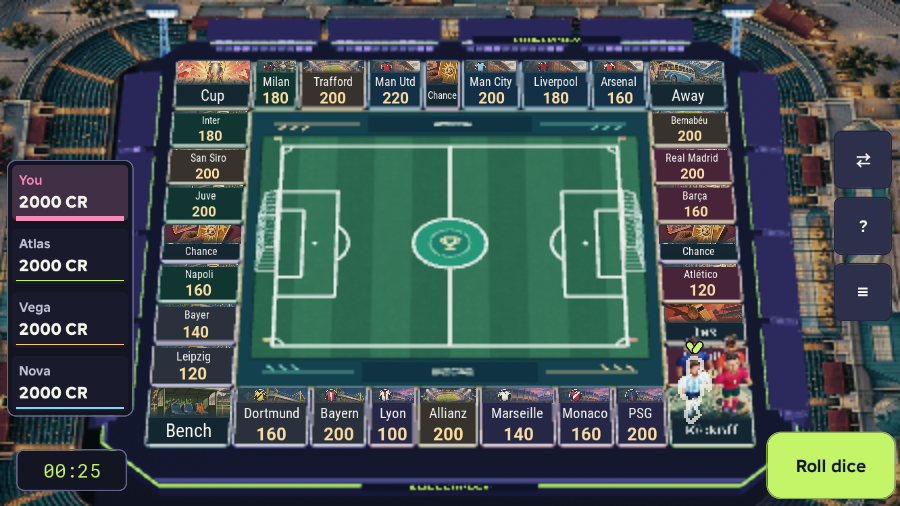 Cup
Milan
180
Trafford
200
Man Utd
220
Chance
Man City
200
Liverpool
180
Arsenal
160
Away
Inter
180
Bernabéu
200
San Siro
200
Real Madrid
200
You
2000 CR
Juve
200
Barça
160
Atlas
2000 CR
Chance
Chance
?
Napoli
160
Atlético
120
Vega
2000 CR
Bayer
140
Nova
2000 CR
Leipzig
120
Bench
Dortmund
160
Bayern
200
Lyon
100
Allianz
200
Marseille
140
Monaco
160
PSG
200
Kickoff
00:25
Roll dice